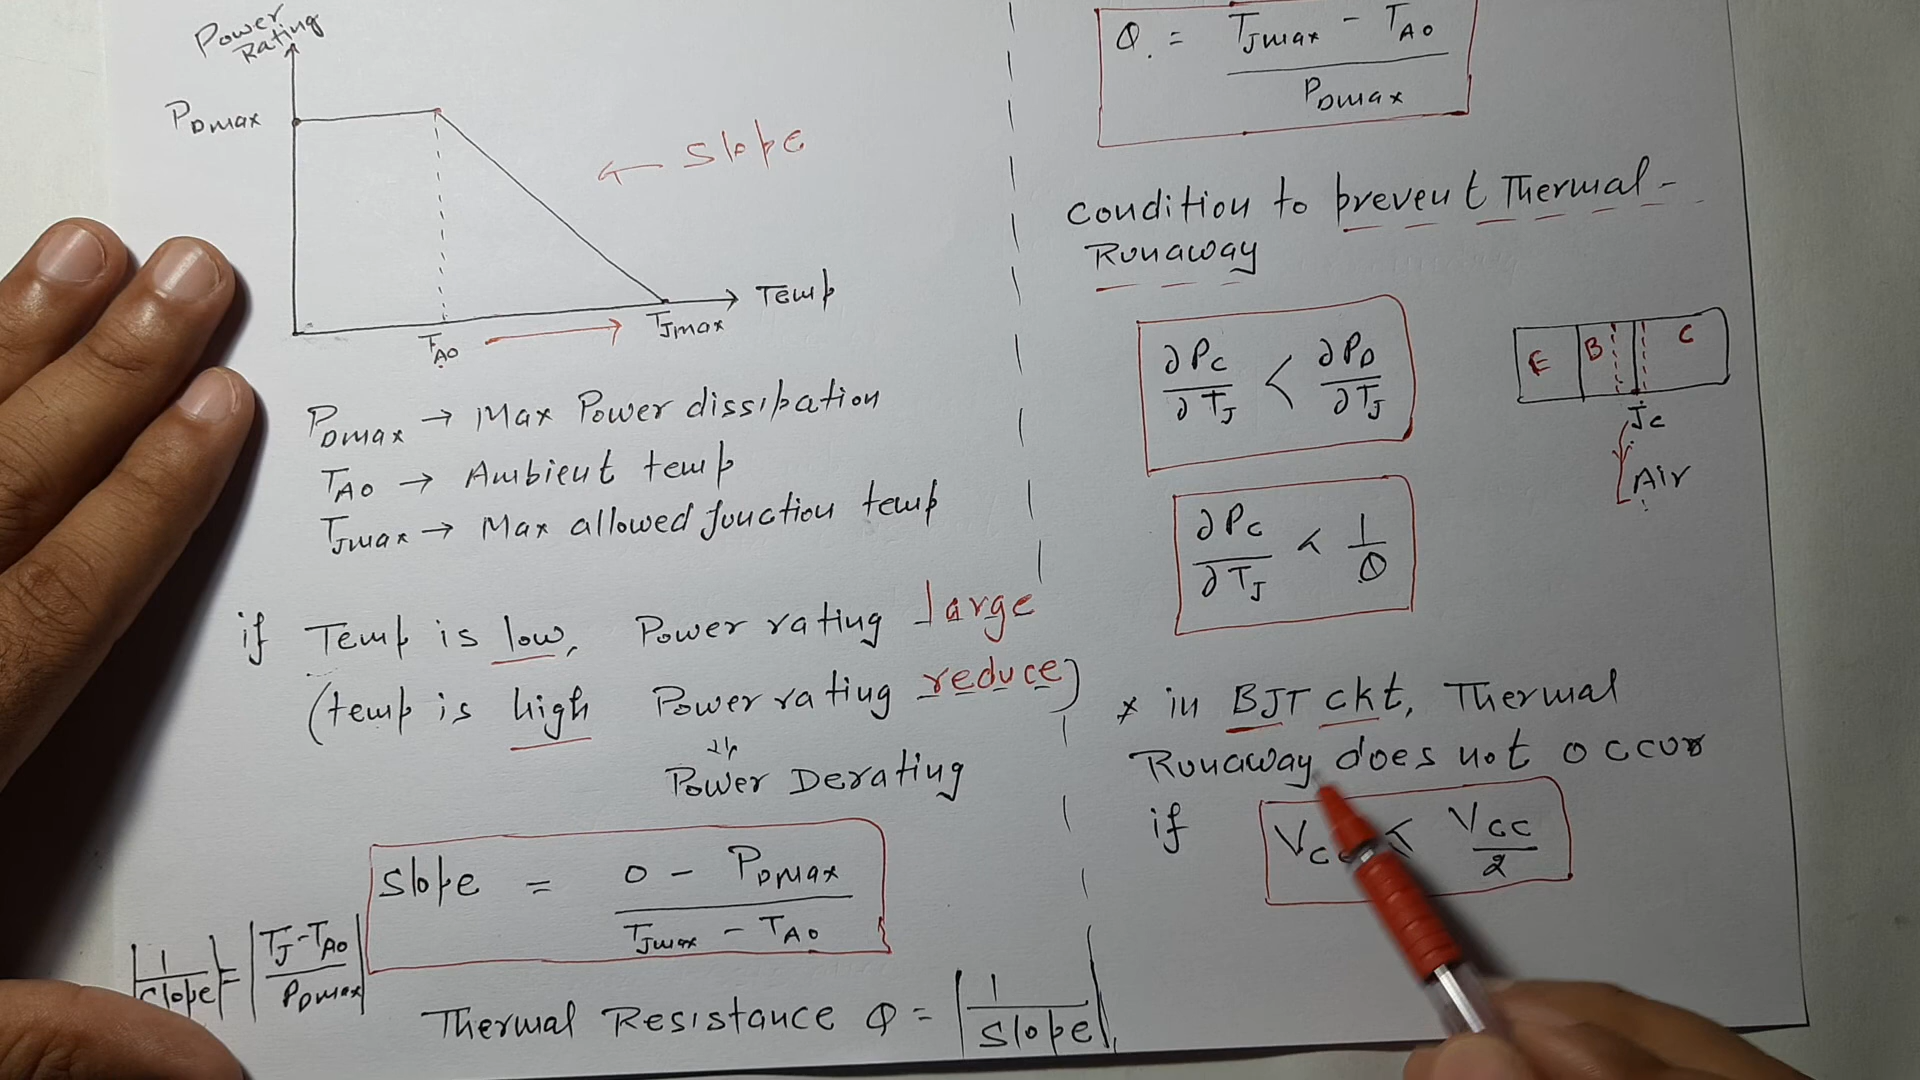 Power
Rating
PDmax
← Slope
Temp
TAO
TJmax
PDmax → Max Power dissipation
TAO → Ambient temp
TJmax → Max allowed junction temp
if Temp is low, Power rating large
(temp is high Power rating reduce)
Power Derating
Slope = 0 - PDmax / TJmax - TAO
|1/Slope| = |TJ - TAO / PDmax|
Thermal Resistance θ = |1/Slope|
θ. = TJmax - TAO / PDmax
condition to prevent Thermal -
Runaway
∂PC/∂TJ < ∂PD/∂TJ
E B C
JC
Air
∂PC/∂TJ < 1/θ
* in BJT ckt, Thermal
Runaway does not occur
if VC < VCC/2